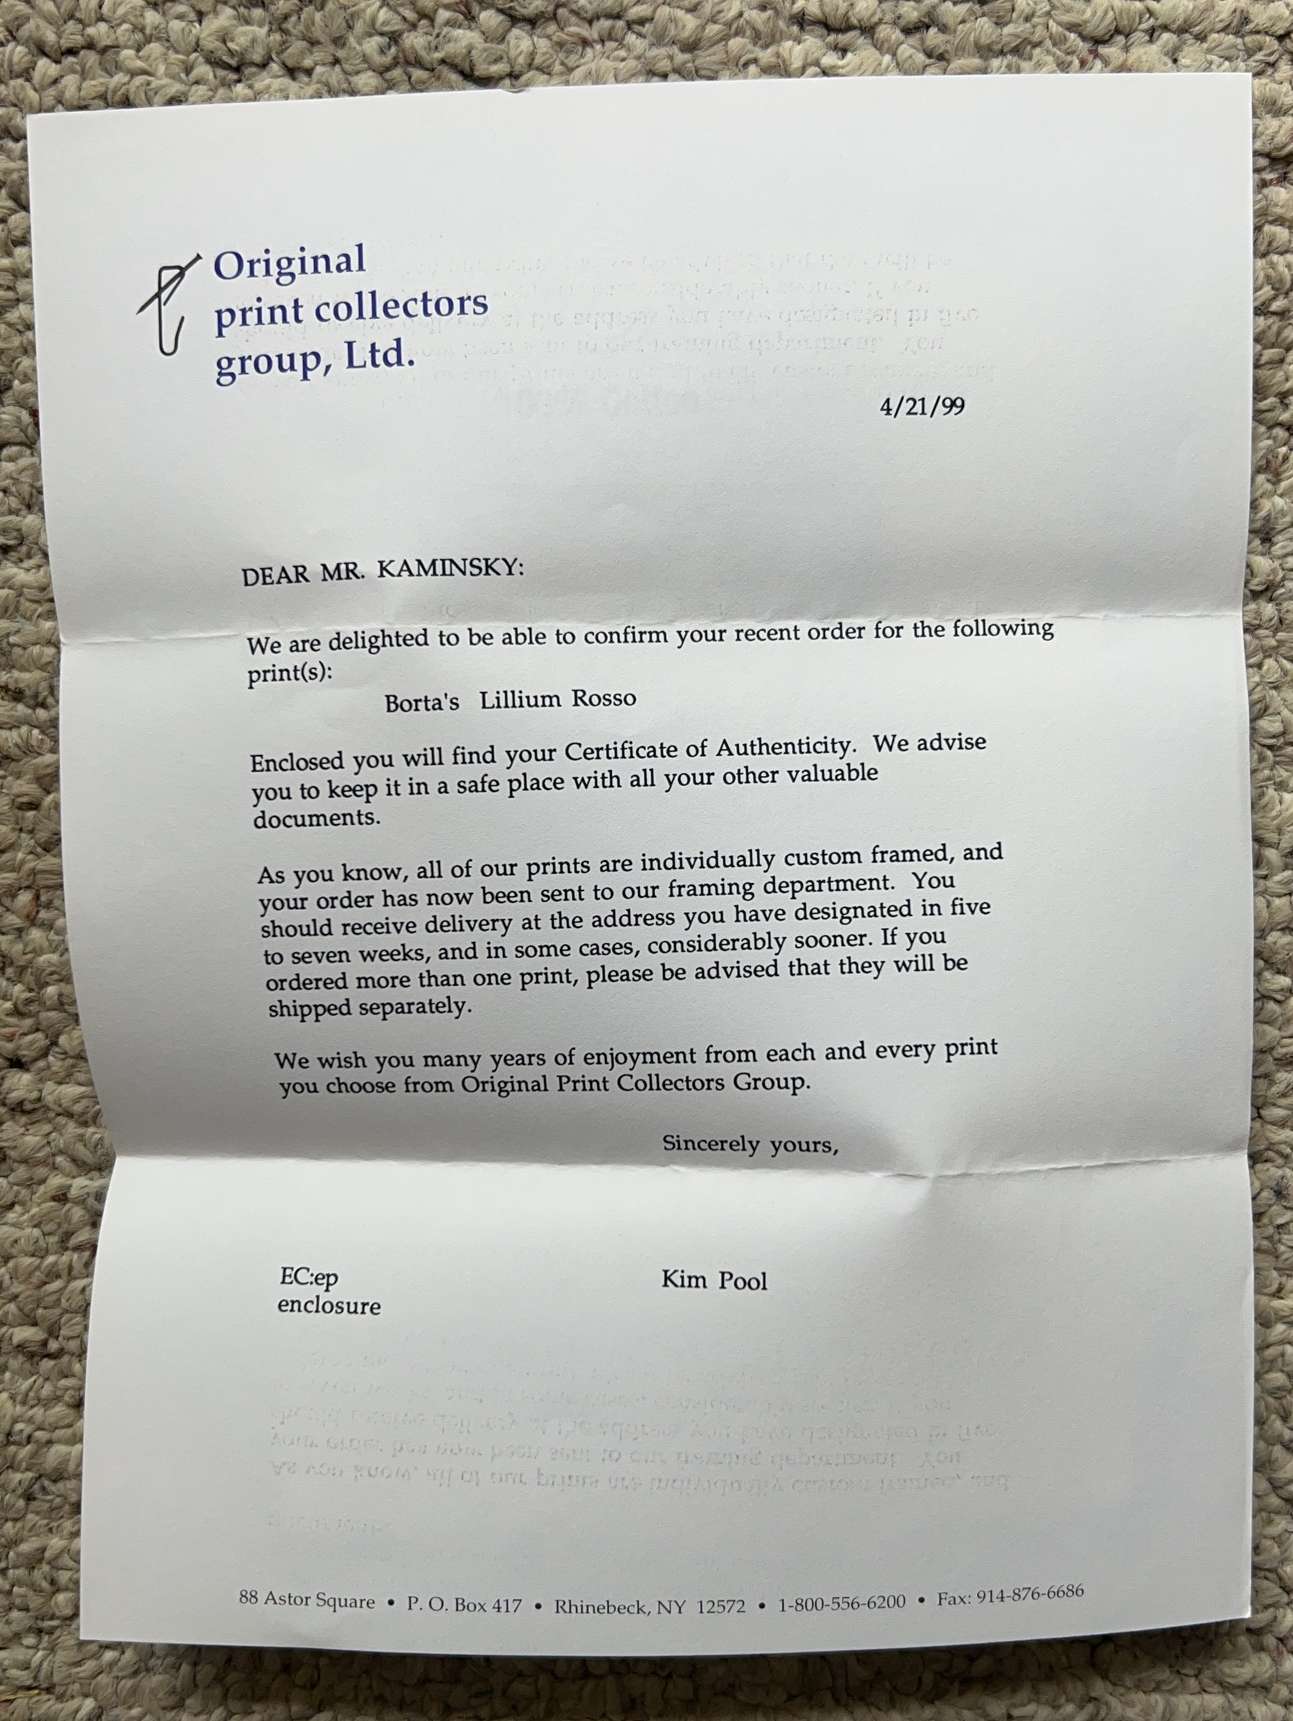 Original
print collectors
group, Ltd.
4/21/99
DEAR MR. KAMINSKY:
We are delighted to be able to confirm your recent order for the following
print(s):
Borta's Lillium Rosso
Enclosed you will find your Certificate of Authenticity. We advise
you to keep it in a safe place with all your other valuable
documents.
As you know, all of our prints are individually custom framed, and
your order has now been sent to our framing department. You
should receive delivery at the address you have designated in five
to seven weeks, and in some cases, considerably sooner. If you
ordered more than one print, please be advised that they will be
shipped separately.
We wish you many years of enjoyment from each and every print
you choose from Original Print Collectors Group.
Sincerely yours,
EC:ep
Kim Pool
enclosure
88 Astor Square • P. O. Box 417 • Rhinebeck, NY 12572 • 1-800-556-6200 • Fax: 914-876-6686